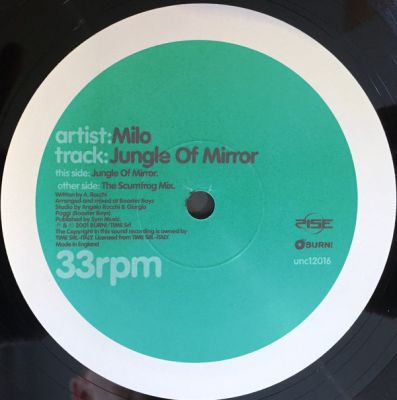 artist:Milo
track:Jungle Of Mirror
this side: Jungle Of Mirror.
other side: The Scumfrog Mix.
Written by A. Rocchi
Arranged and mixed at Booster Boys
Studio by Angelo Rocchi & Giorgio
Foggi (Booster Boys).
Published by Sym Music.
℗ & © 2001 BURN!/TIME Srl.
The Copyright in this sound recording is owned by
TIME SRL-ITALY. Licensed from TIME SRL-ITALY.
Made in England
33rpm
RISE
BURN!
unc12016